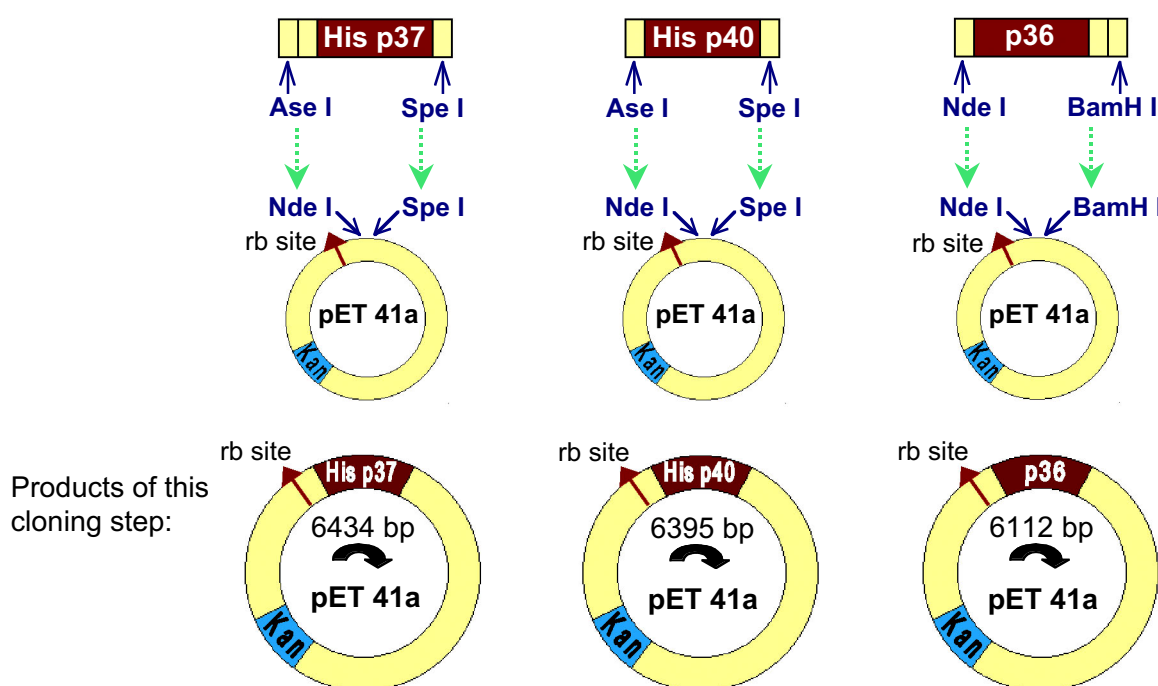 His p37 His p40 p36
Ase I Spe I Ase I Spe I Nde I BamH I
Nde I Spe I Nde I Spe I Nde I BamH I
rb site rb site rb site
pET 41a pET 41a pET 41a
Kan Kan Kan
rb site His p37 rb site His p40 rb site p36
Products of this
cloning step:
6434 bp 6395 bp 6112 bp
pET 41a pET 41a pET 41a
Kan Kan Kan